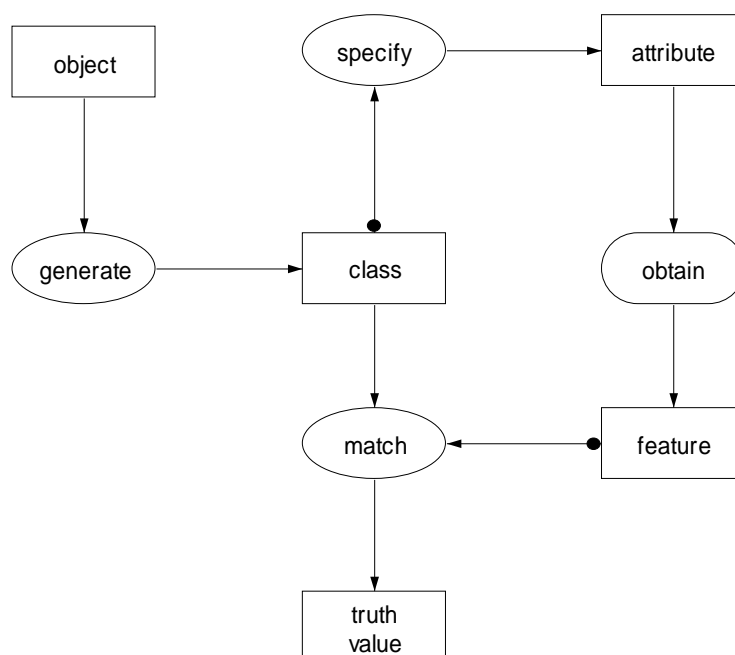 specify
attribute
object
generate
class
obtain
match
feature
truth
value